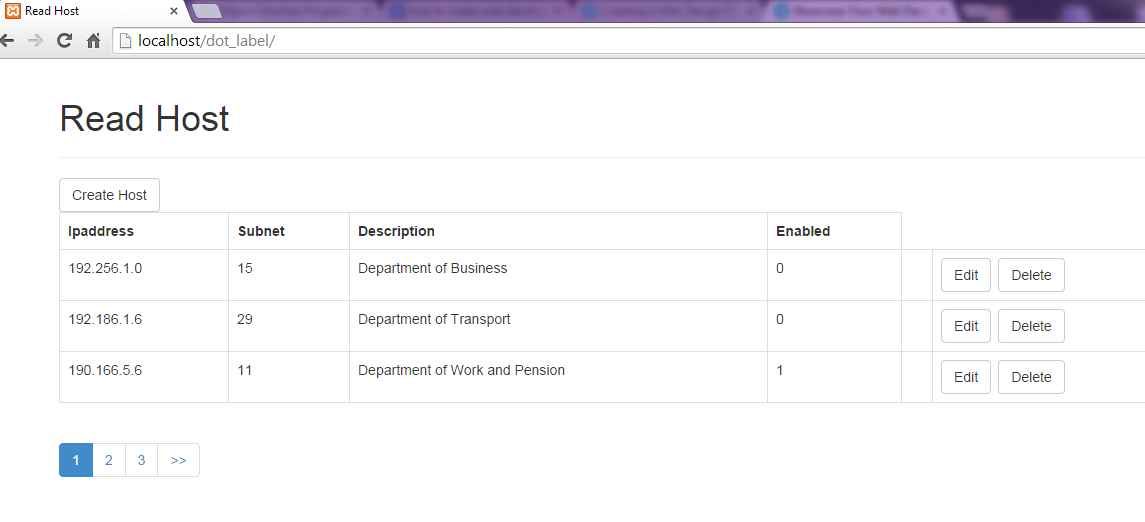 Read Host
localhost/dot_label/
Read Host
Create Host
Ipaddress Subnet Description Enabled
192.256.1.0 15 Department of Business 0 Edit Delete
192.186.1.6 29 Department of Transport 0 Edit Delete
190.166.5.6 11 Department of Work and Pension 1 Edit Delete
1 2 3 >>